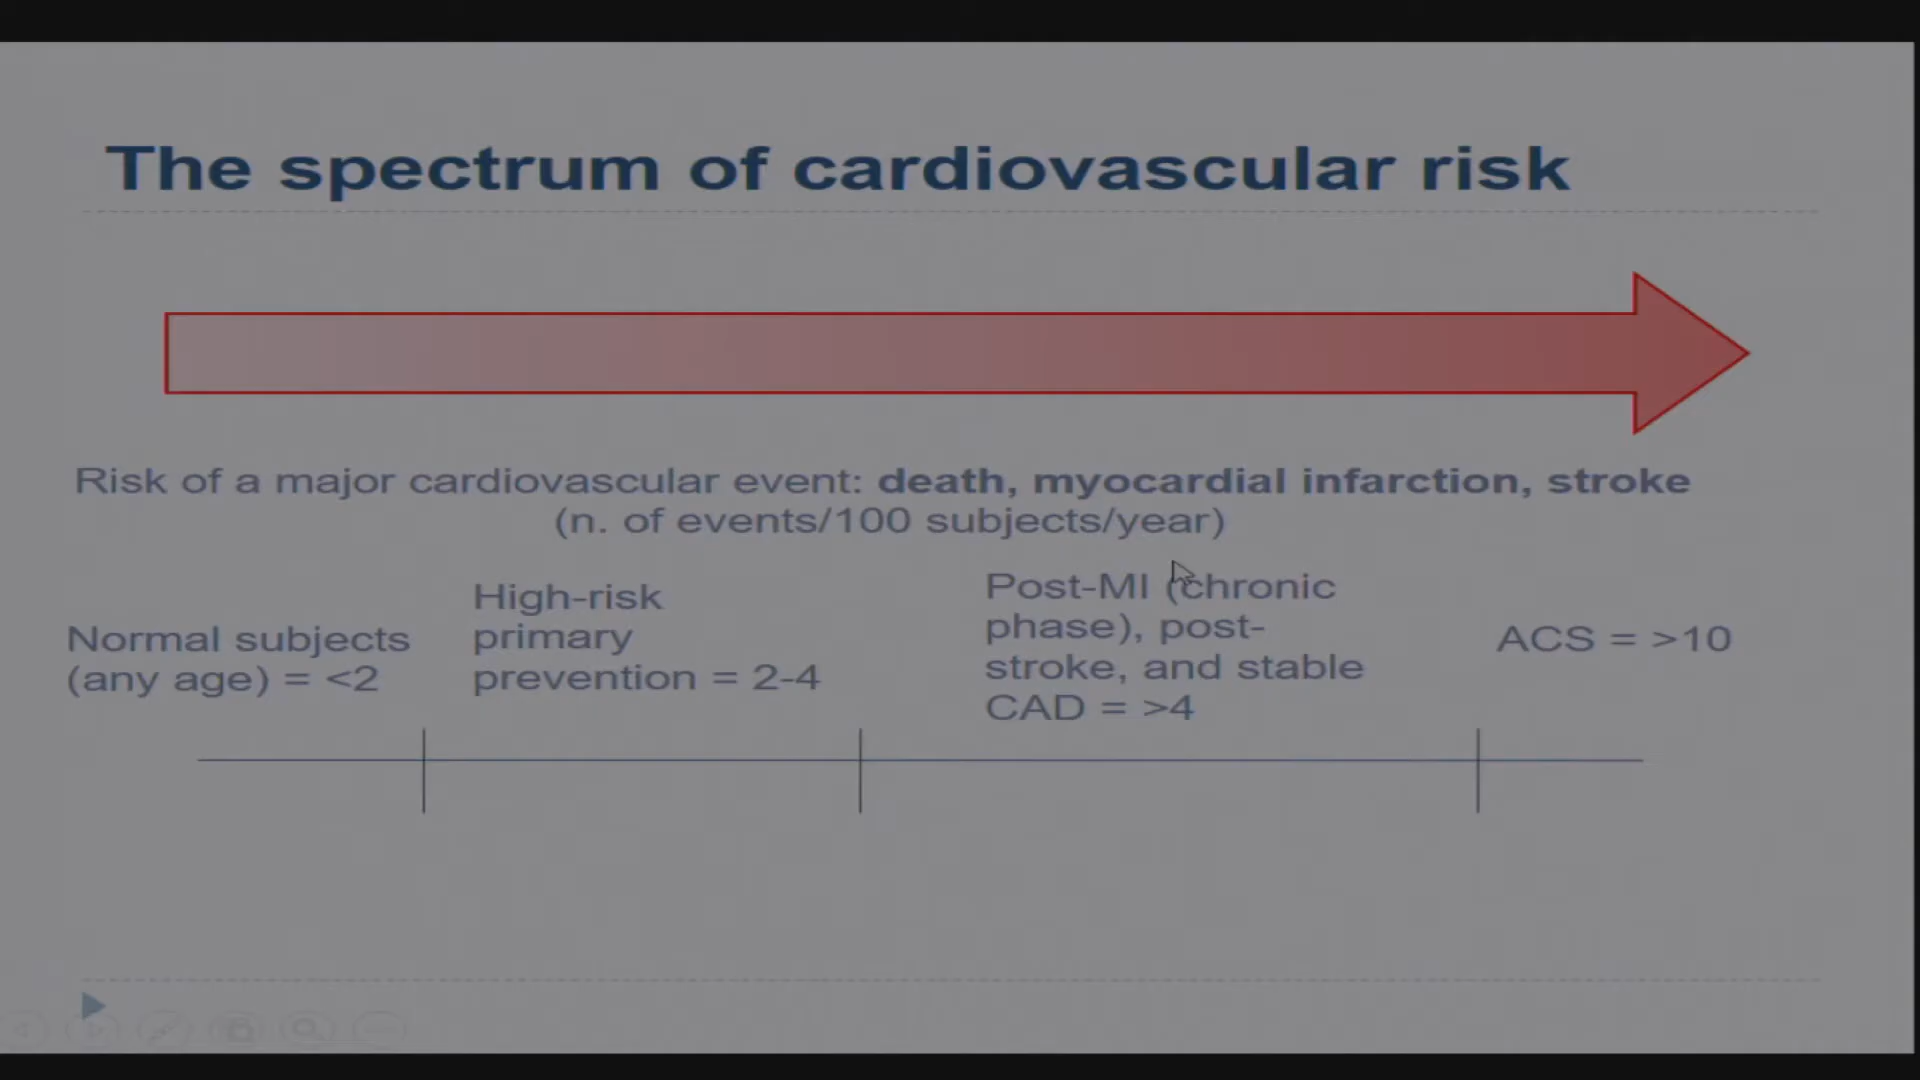 The spectrum of cardiovascular risk
Risk of a major cardiovascular event: death, myocardial infarction, stroke
(n. of events/100 subjects/year)
Normal subjects
(any age) = <2
High-risk
primary
prevention = 2-4
Post-MI (chronic
phase), post-
stroke, and stable
CAD = >4
ACS = >10